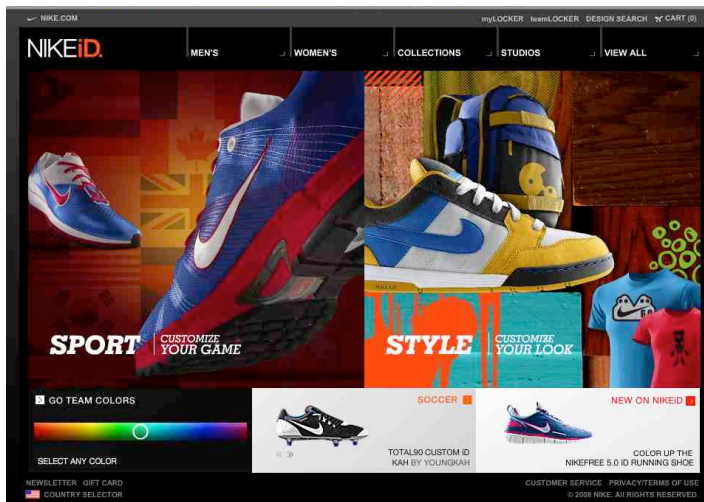 NIKE.COM
myLOCKER teamLOCKER DESIGN SEARCH CART (0)
NIKEiD.
MEN'S
WOMEN'S
COLLECTIONS
STUDIOS
VIEW ALL
SPORT
CUSTOMIZE
YOUR GAME
STYLE
CUSTOMIZE
YOUR LOOK
GO TEAM COLORS
SELECT ANY COLOR
SOCCER
TOTAL90 CUSTOM iD
KAH BY YOUNGKAH
NEW ON NIKEiD
COLOR UP THE
NIKEFREE 5.0 iD RUNNING SHOE
NEWSLETTER GIFT CARD
COUNTRY SELECTOR
CUSTOMER SERVICE PRIVACY/TERMS OF USE
© 2008 NIKE. All RIGHTS RESERVED.